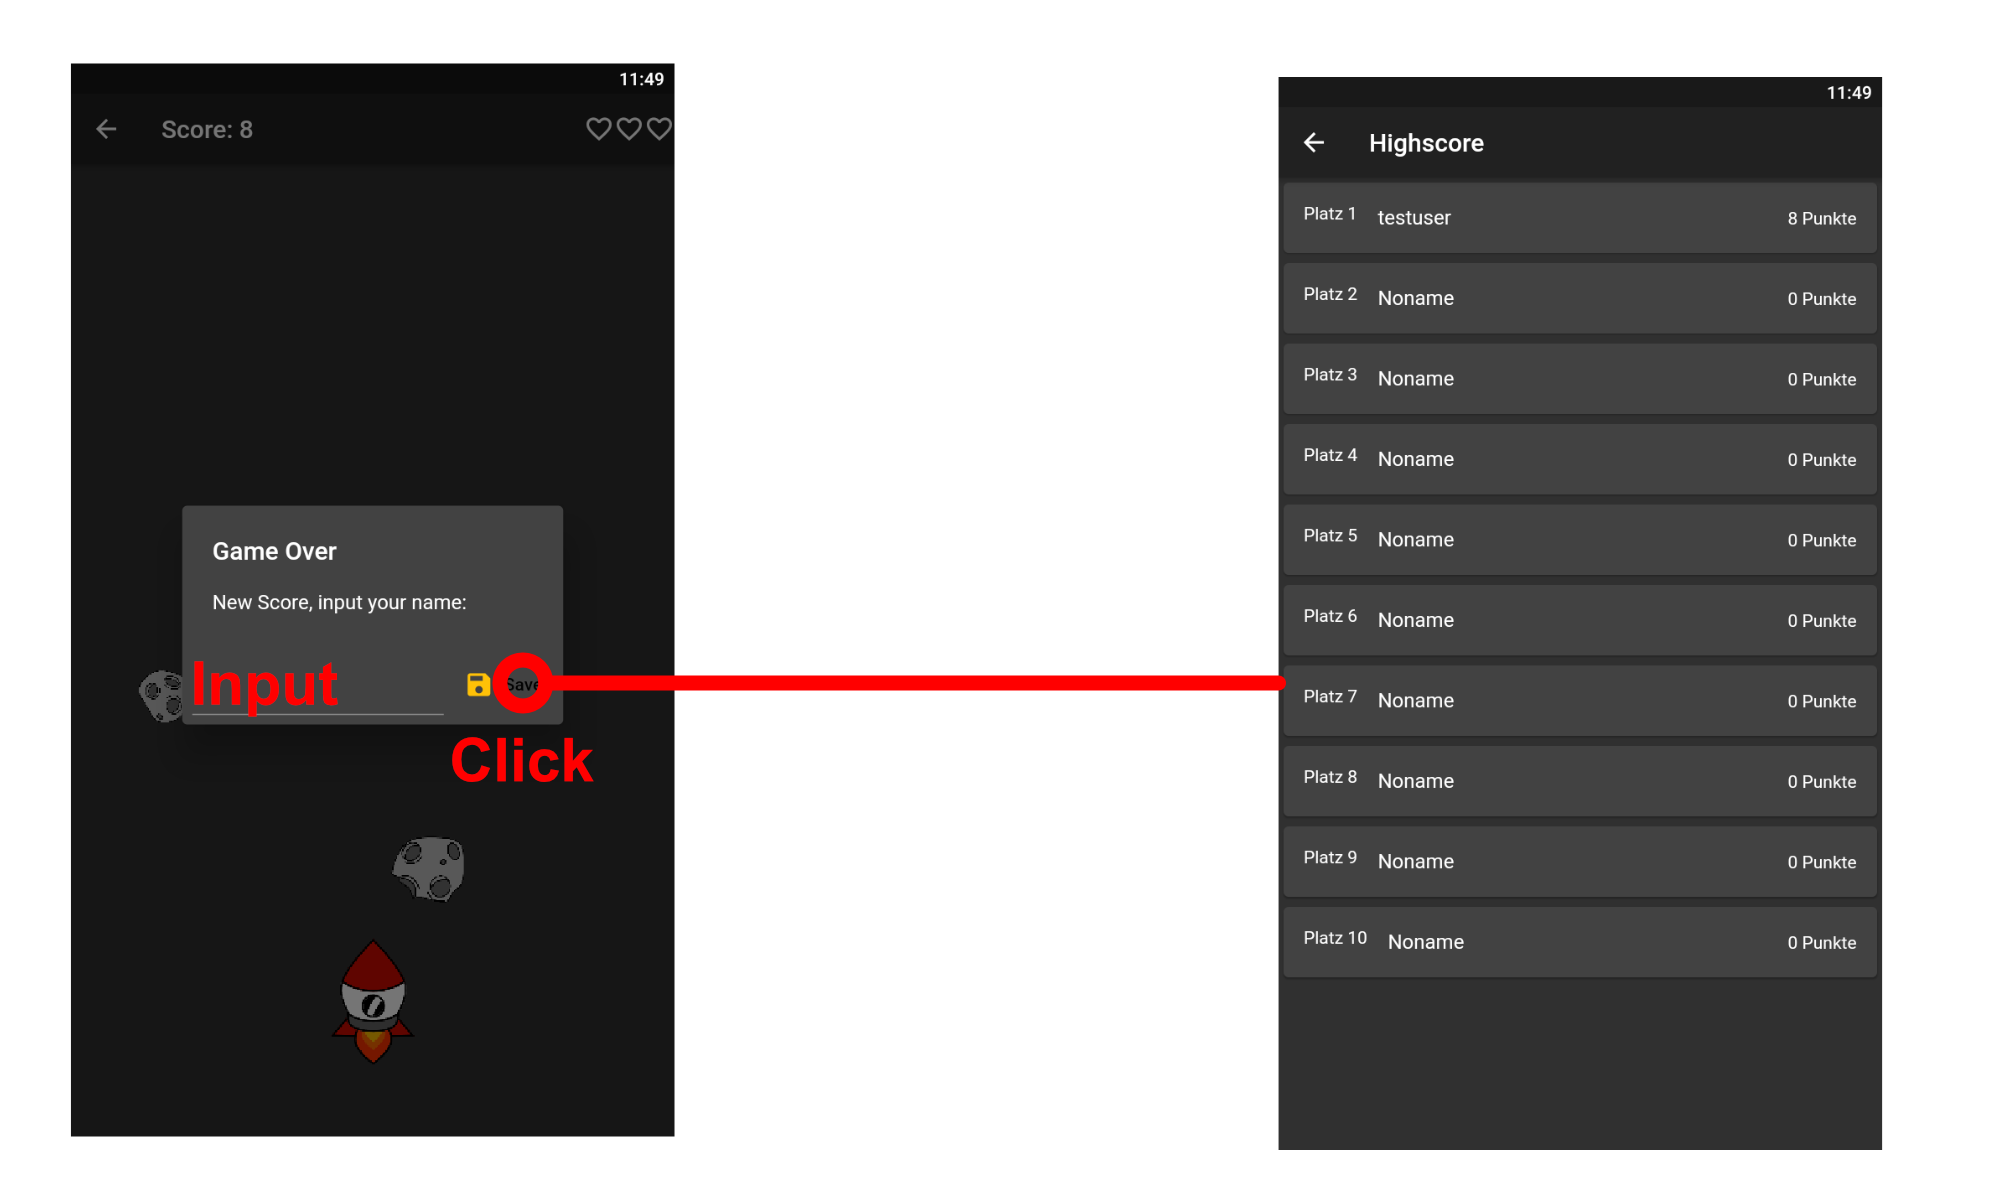 11:49
Score: 8
Game Over
New Score, input your name:
Input
Save
Click
11:49
Highscore
Platz 1 testuser 8 Punkte
Platz 2 Noname 0 Punkte
Platz 3 Noname 0 Punkte
Platz 4 Noname 0 Punkte
Platz 5 Noname 0 Punkte
Platz 6 Noname 0 Punkte
Platz 7 Noname 0 Punkte
Platz 8 Noname 0 Punkte
Platz 9 Noname 0 Punkte
Platz 10 Noname 0 Punkte